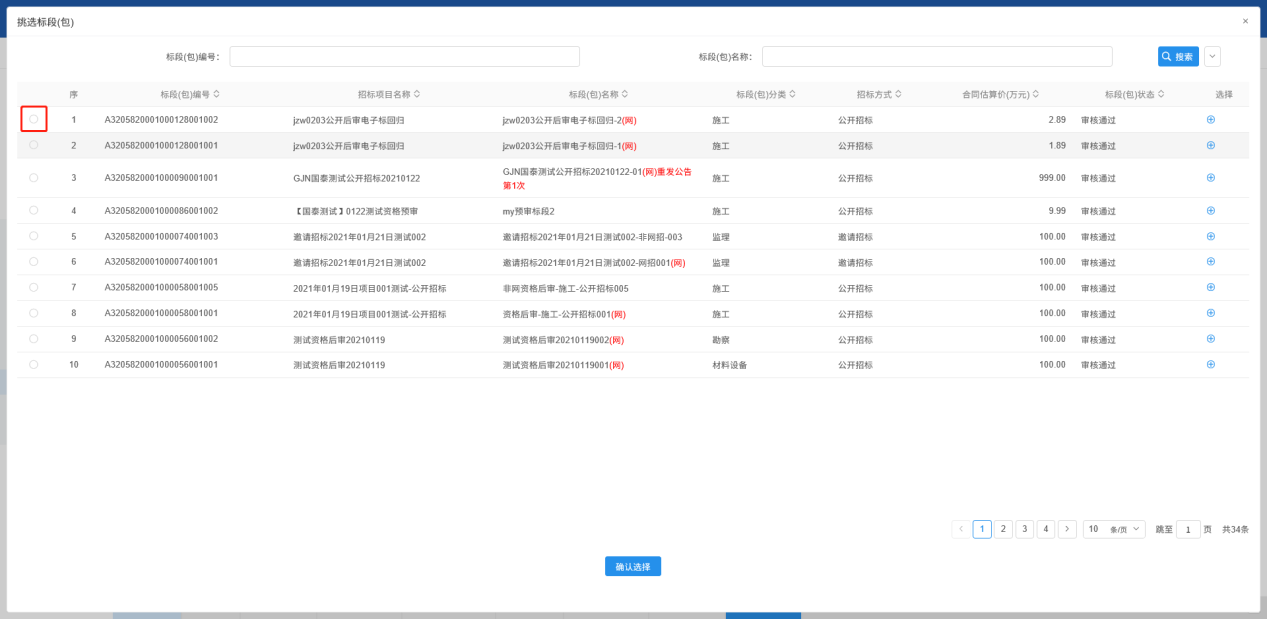 挑选标段(包)
×
标段(包)编号: 标段(包)名称: 搜索
序 标段(包)编号 招标项目名称 标段(包)名称 标段(包)分类 招标方式 合同估算价(万元) 标段(包)状态 选择
1 A3205820001000128001002 jzw0203公开后审电子标回归 jzw0203公开后审电子标回归-2(网) 施工 公开招标 2.89 审核通过
2 A3205820001000128001001 jzw0203公开后审电子标回归 jzw0203公开后审电子标回归-1(网) 施工 公开招标 1.89 审核通过
3 A3205820001000090001001 GJN国泰测试公开招标20210122 GJN国泰测试公开招标20210122-01(网)重发公告 施工 公开招标 999.00 审核通过
第1次
4 A3205820001000086001002 【国泰测试】0122测试资格预审 my预审标段2 施工 公开招标 9.99 审核通过
5 A3205820001000074001003 邀请招标2021年01月21日测试002 邀请招标2021年01月21日测试002-非网招-003 监理 邀请招标 100.00 审核通过
6 A3205820001000074001001 邀请招标2021年01月21日测试002 邀请招标2021年01月21日测试002-网招001(网) 监理 邀请招标 100.00 审核通过
7 A3205820001000058001005 2021年01月19日项目001测试-公开招标 非网资格后审-施工-公开招标005 施工 公开招标 100.00 审核通过
8 A3205820001000058001001 2021年01月19日项目001测试-公开招标 资格后审-施工-公开招标001(网) 施工 公开招标 100.00 审核通过
9 A3205820001000056001002 测试资格后审20210119 测试资格后审20210119002(网) 勘察 公开招标 100.00 审核通过
10 A3205820001000056001001 测试资格后审20210119 测试资格后审20210119001(网) 材料设备 公开招标 100.00 审核通过
1 2 3 4 10 条/页 跳至 1 页 共34条
确认选择